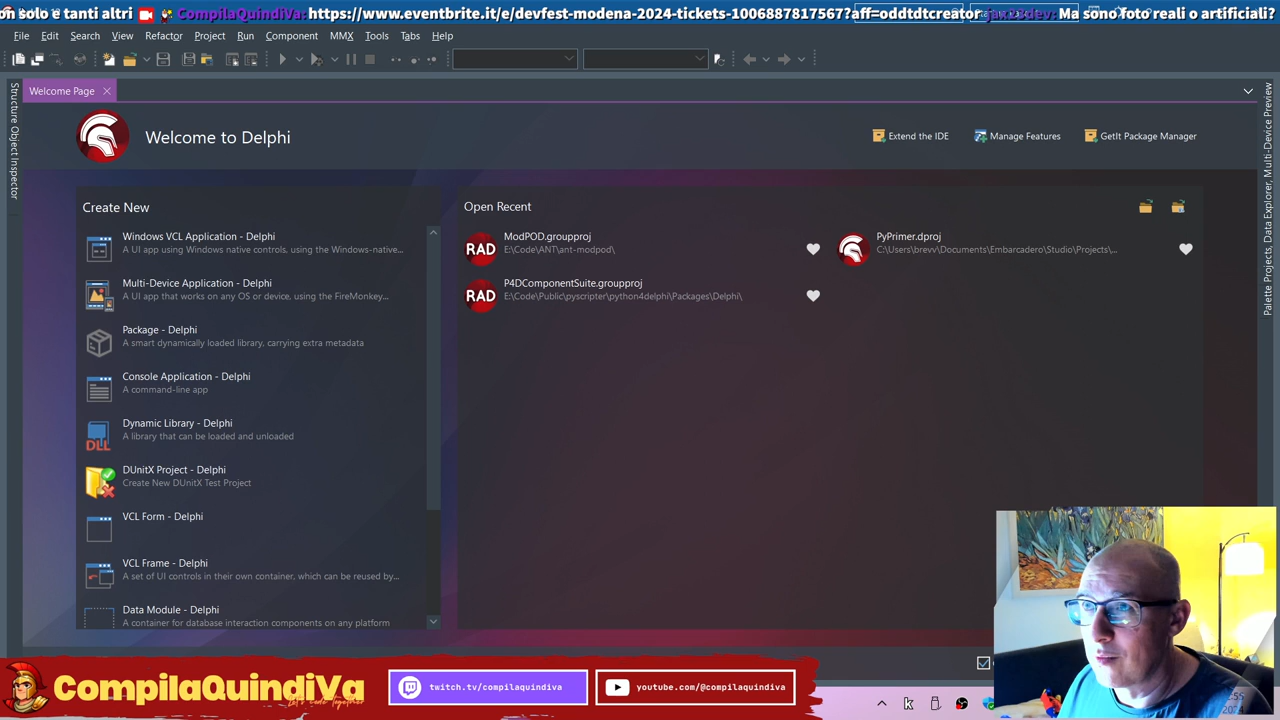 on solo e tanti altri CompilaQuindiVa: https://www.eventbrite.it/e/devfest-modena-2024-tickets-1006887817567?aff=oddtdtcreator jax23dev: Ma sono foto reali o artificiali?
File Edit Search View Refactor Project Run Component MMX Tools Tabs Help
Welcome Page
Structure Object Inspector
Palette Projects Data Explorer Multi-Device Preview
Welcome to Delphi
Extend the IDE Manage Features GetIt Package Manager
Create New
Windows VCL Application - Delphi
A UI app using Windows native controls, using the Windows-native...
Multi-Device Application - Delphi
A UI app that works on any OS or device, using the FireMonkey...
Package - Delphi
A smart dynamically loaded library, carrying extra metadata
Console Application - Delphi
A command-line app
Dynamic Library - Delphi
A library that can be loaded and unloaded
DLL
DUnitX Project - Delphi
Create New DUnitX Test Project
VCL Form - Delphi
VCL Frame - Delphi
A set of UI controls in their own container, which can be reused by...
Data Module - Delphi
A container for database interaction components on any platform
Open Recent
RAD
ModPOD.groupproj
E:\Code\ANT\ant-modpod\
PyPrimer.dproj
C:\Users\brevv\Documents\Embarcadero\Studio\Projects\...
RAD
P4DComponentSuite.groupproj
E:\Code\Public\pyscripter\python4delphi\Packages\Delphi\
CompilaQuindiVa
Let's code Together
twitch.tv/compilaquindiva
youtube.com/@compilaquindiva